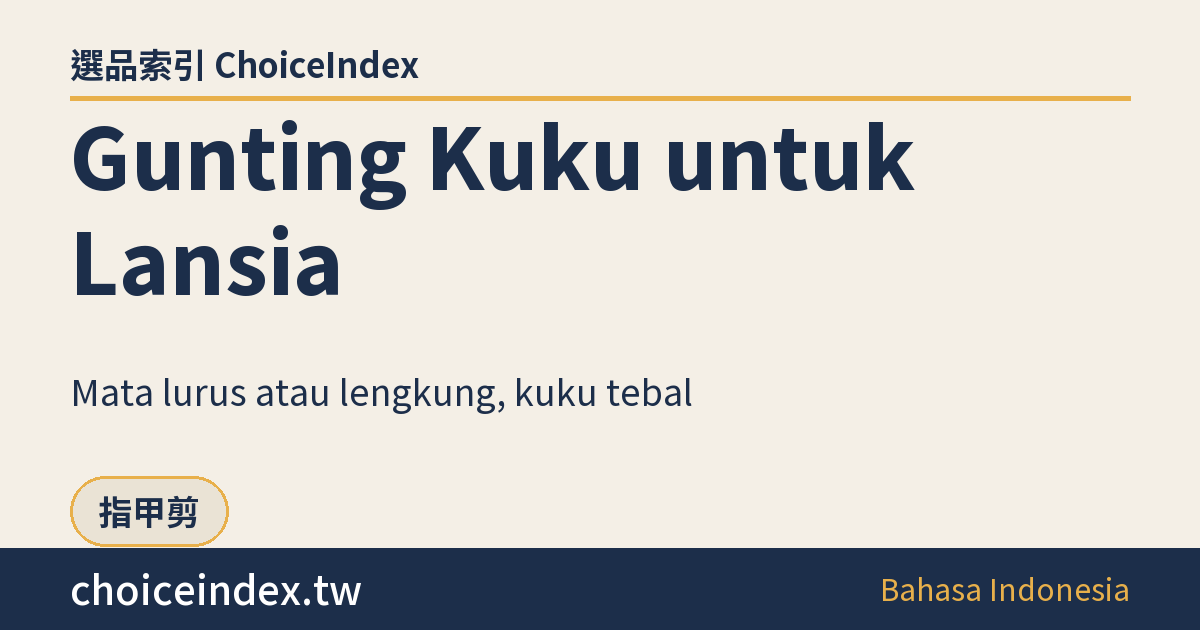 選品索引 ChoiceIndex
Gunting Kuku untuk
Lansia
Mata lurus atau lengkung, kuku tebal
指甲剪
choiceindex.tw
Bahasa Indonesia